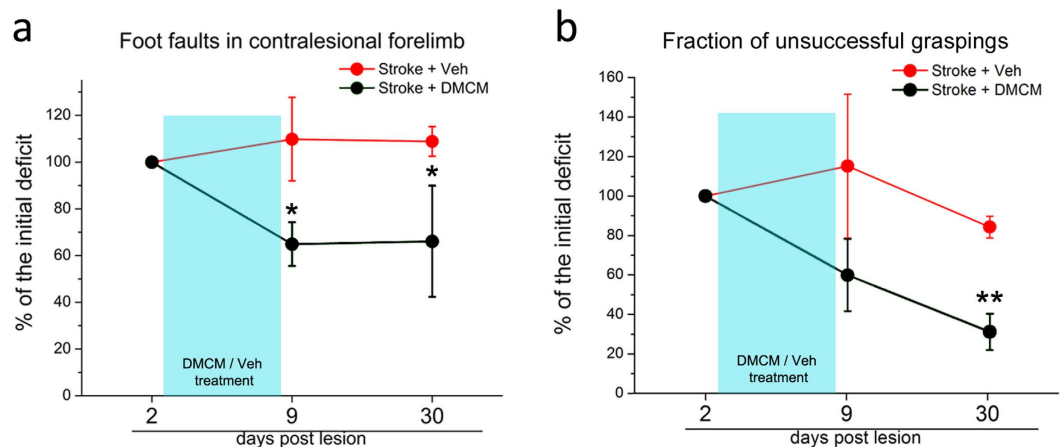 a
Foot faults in contralesional forelimb
Stroke + Veh
Stroke + DMCM
% of the initial deficit
120
100
80
60
40
20
0
*
*
DMCM / Veh
treatment
2
9
30
days post lesion
b
Fraction of unsuccessful graspings
Stroke + Veh
Stroke + DMCM
% of the initial deficit
160
140
120
100
80
60
40
20
0
**
DMCM / Veh
treatment
2
9
30
days post lesion